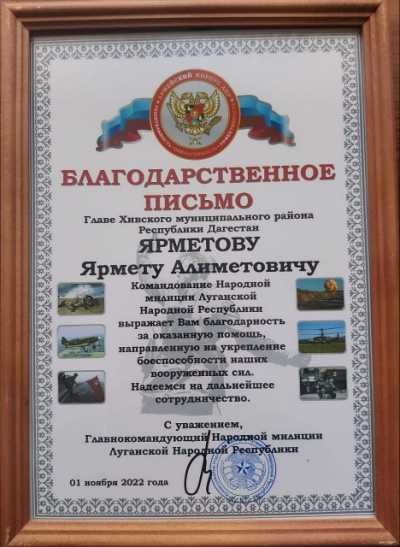 БЛАГОДАРСТВЕННОЕ
ПИСЬМО
Главе Хивского муниципального района
Республики Дагестан
ЯРМЕТОВУ
Ярмету Алиметовичу
Командование Народной
милиции Луганской
Народной Республики
выражает Вам благодарность
за оказанную помощь,
направленную на укрепление
боеспособности наших
вооруженных сил.
Надеемся на дальнейшее
сотрудничество.
С уважением,
Главнокомандующий Народной милиции
Луганской Народной Республики
01 ноября 2022 года